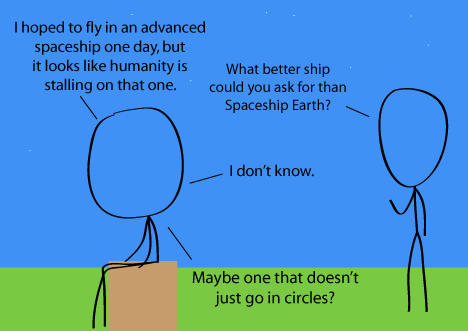 I hoped to fly in an advanced
spaceship one day, but
it looks like humanity is
stalling on that one.
What better ship
could you ask for than
Spaceship Earth?
I don't know.
Maybe one that doesn't
just go in circles?